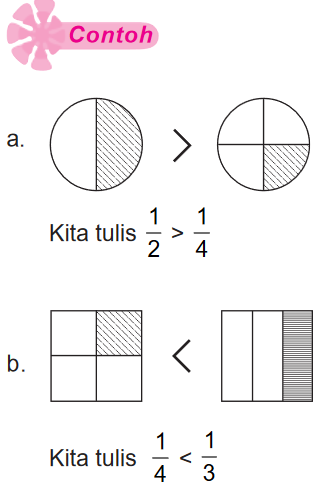 Contoh
a. >
Kita tulis 1/2 > 1/4
b. <
Kita tulis 1/4 < 1/3